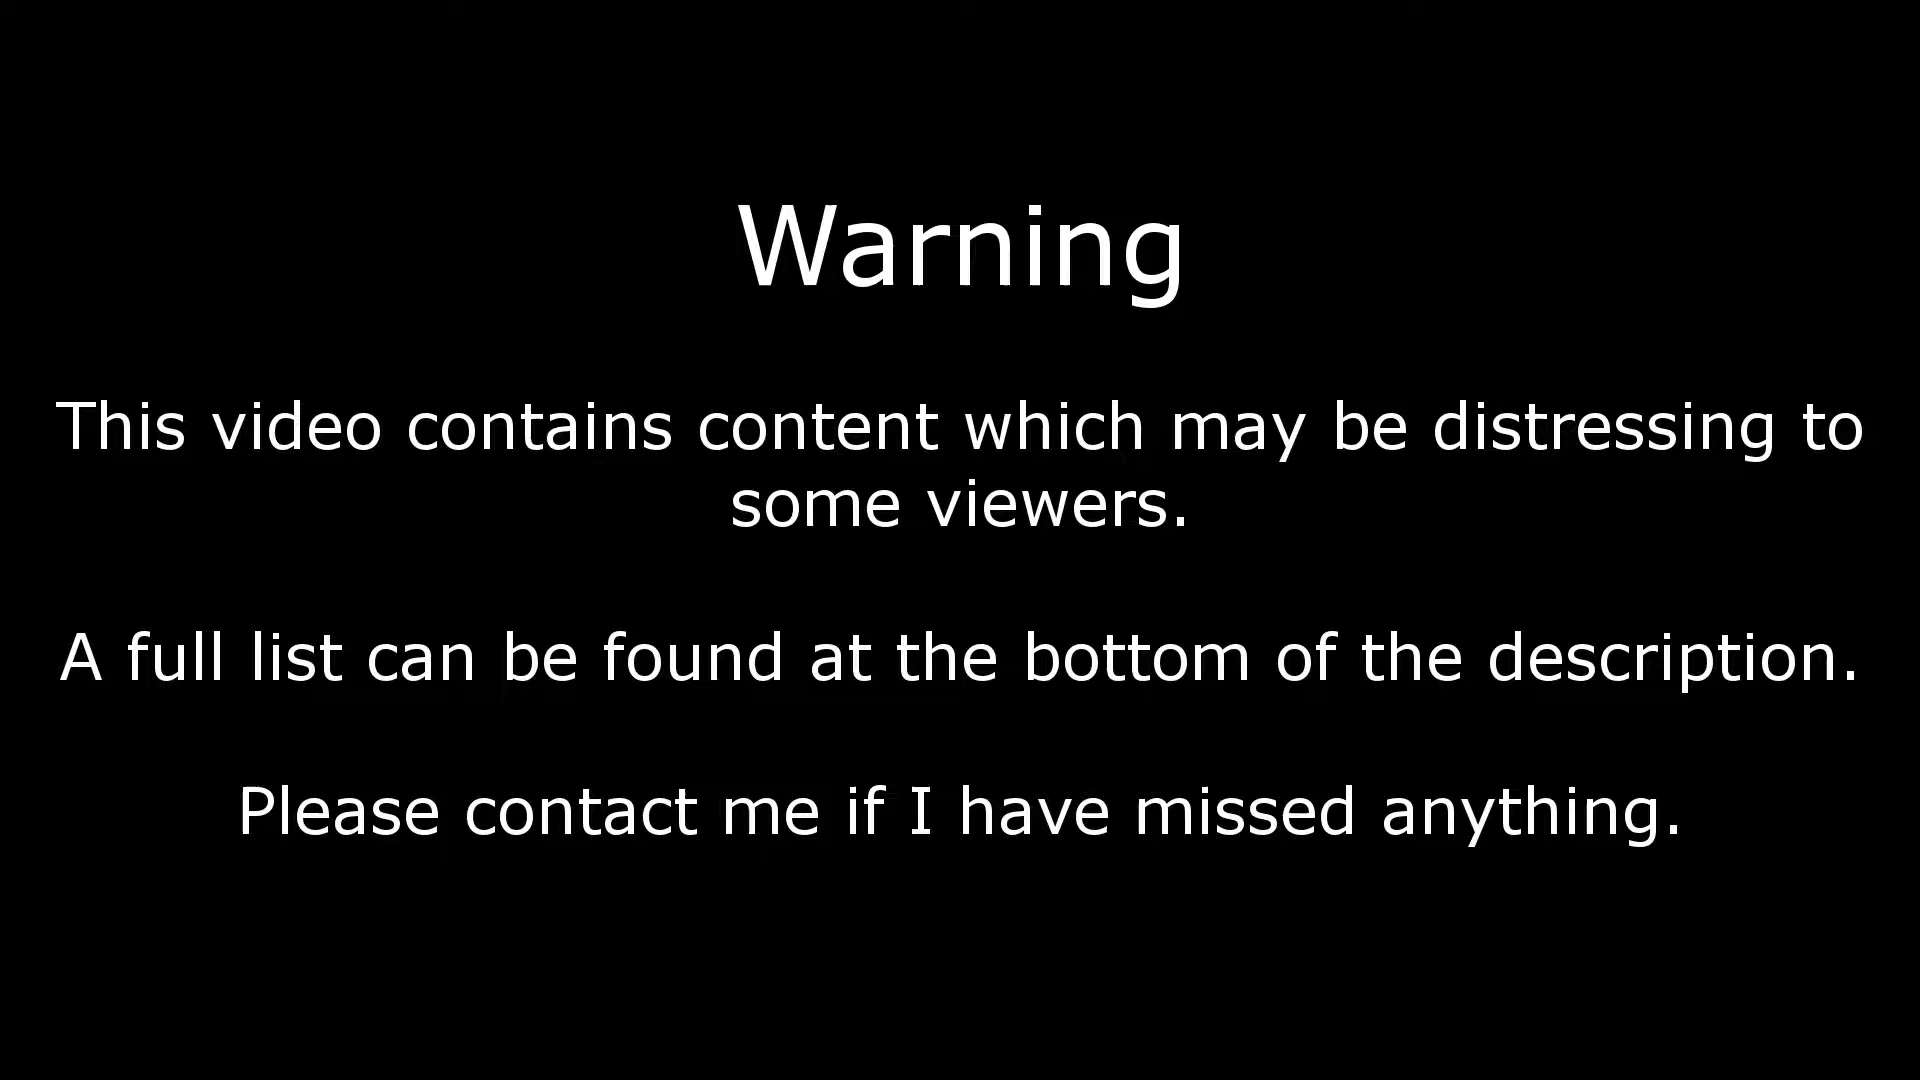 Warning
This video contains content which may be distressing to
some viewers.
A full list can be found at the bottom of the description.
Please contact me if I have missed anything.